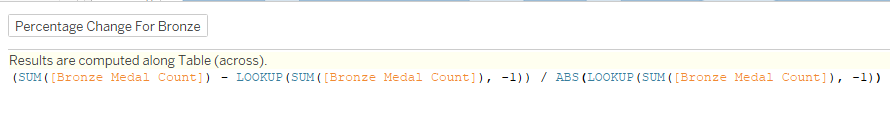 Percentage Change For Bronze
Results are computed along Table (across).
(SUM([Bronze Medal Count]) - LOOKUP(SUM([Bronze Medal Count]), -1)) / ABS(LOOKUP(SUM([Bronze Medal Count]), -1))